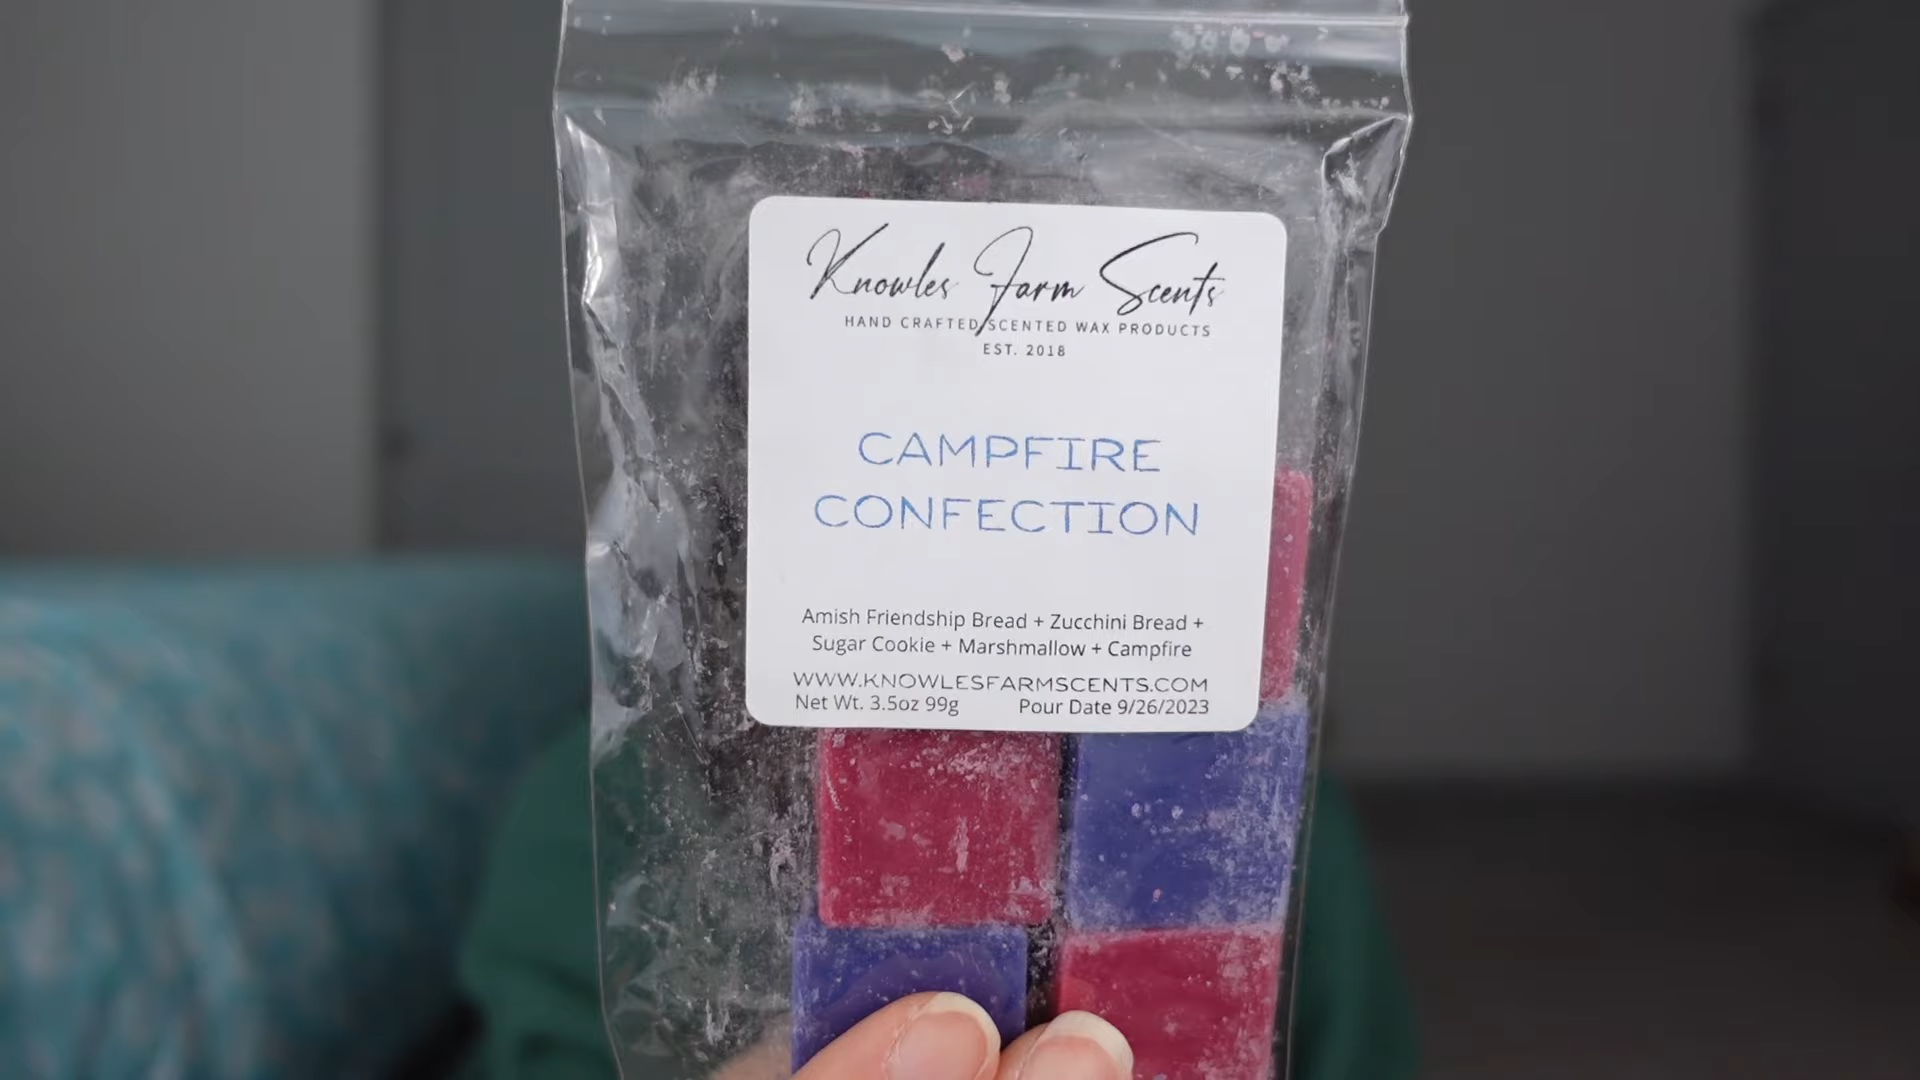 Knowles Farm Scents
HAND CRAFTED SCENTED WAX PRODUCTS
EST. 2018
CAMPFIRE
CONFECTION
Amish Friendship Bread + Zucchini Bread +
Sugar Cookie + Marshmallow + Campfire
WWW.KNOWLESFARMSCENTS.COM
Net Wt. 3.5oz 99g Pour Date 9/26/2023